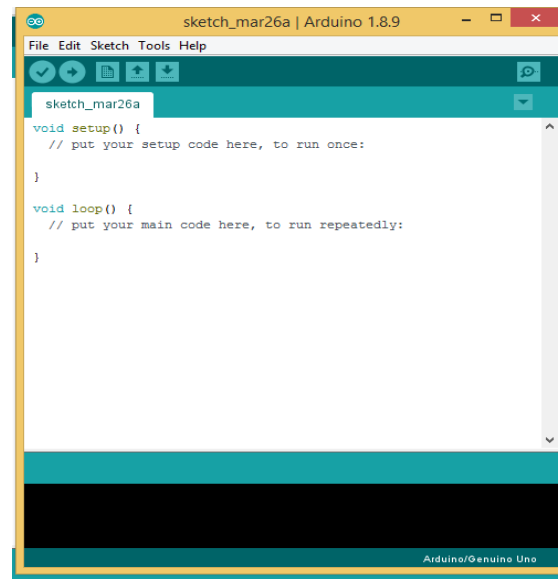 sketch_mar26a | Arduino 1.8.9
File Edit Sketch Tools Help
sketch_mar26a
void setup() {
  // put your setup code here, to run once:
}
void loop() {
  // put your main code here, to run repeatedly:
}
Arduino/Genuino Uno